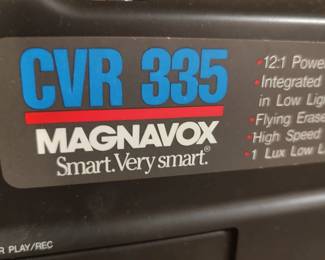 CVR 335
MAGNAVOX
Smart. Very smart.®
•12:1 Power
•Integrated
in Low Ligh
•Flying Erase
•High Speed
•1 Lux Low L
R PLAY/REC